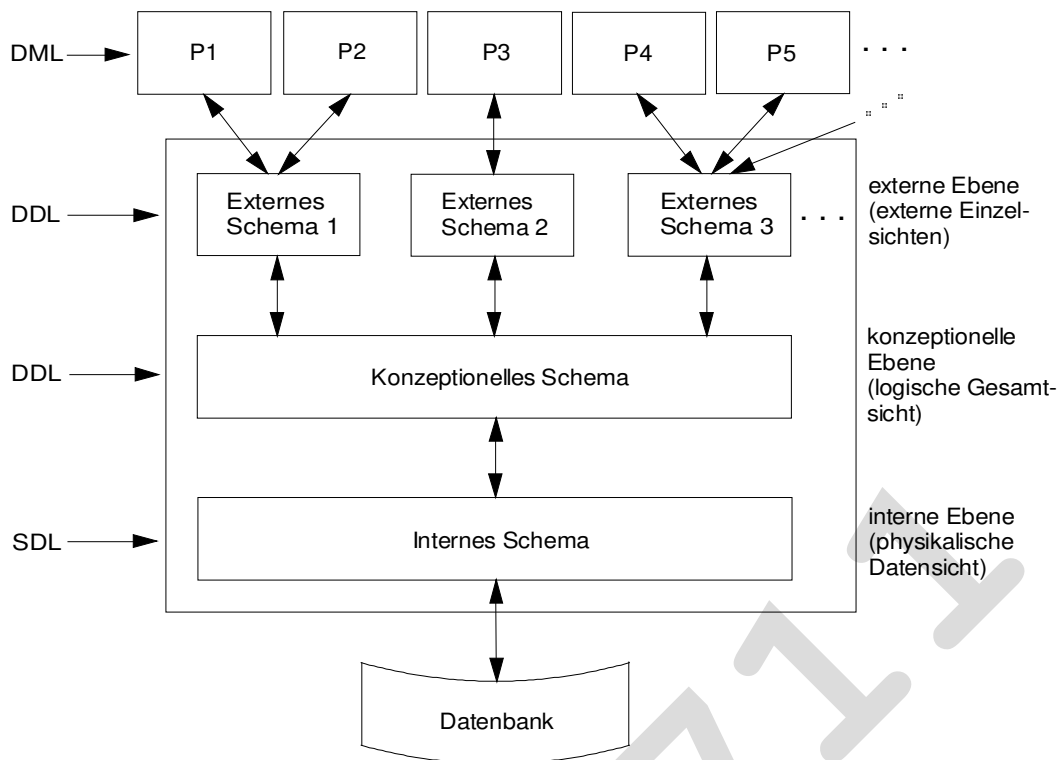 DML
P1
P2
P3
P4
P5
. . .
DDL
Externes
Schema 1
Externes
Schema 2
Externes
Schema 3
. . .
externe Ebene
(externe Einzel-
sichten)
DDL
Konzeptionelles Schema
konzeptionelle
Ebene
(logische Gesamt-
sicht)
SDL
Internes Schema
interne Ebene
(physikalische
Datensicht)
Datenbank
711